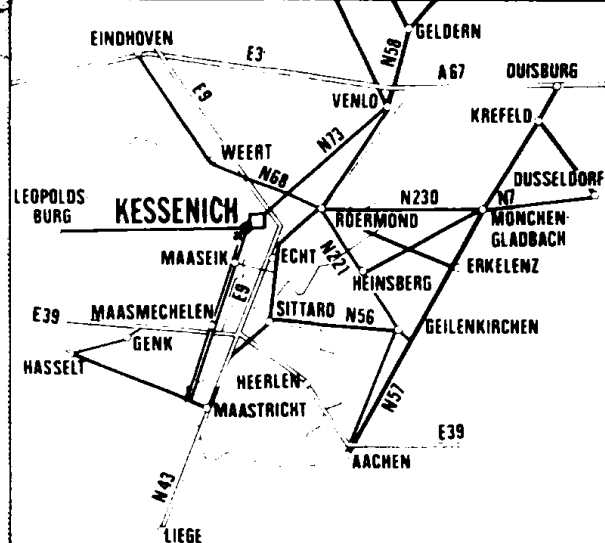 GELDERN
EINDHOVEN
N58
E3
A67
DUISBURG
E9
VENLO
KREFELD
N73
WEERT
N68
DUSSELDORF
LEOPOLDS
BURG
KESSENICH
N230
N7
ROERMOND
MÖNCHEN-
GLADBACH
MAASEIK
ECHT
N221
ERKELENZ
HEINSBERG
E9
MAASMECHELEN
E39
SITTARD
N56
GEILENKIRCHEN
GENK
HASSELT
HEERLEN
N57
MAASTRICHT
E39
AACHEN
N43
LIEGE